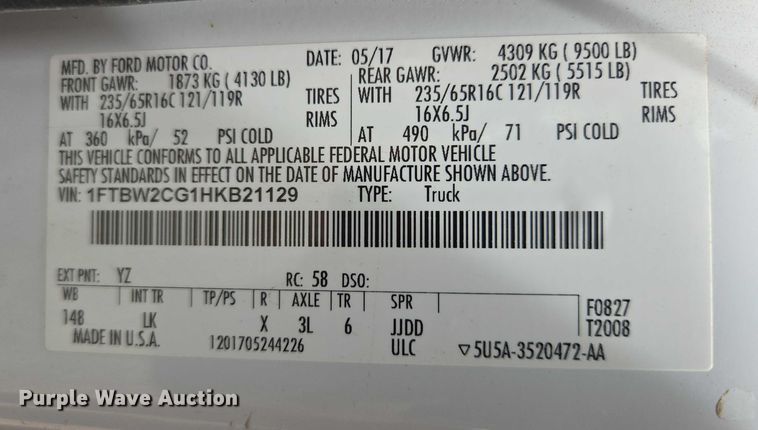 MFD. BY FORD MOTOR CO. DATE: 05/17 GVWR: 4309 KG ( 9500 LB)
FRONT GAWR: 1873 KG ( 4130 LB) REAR GAWR: 2502 KG ( 5515 LB)
WITH 235/65R16C 121/119R TIRES WITH 235/65R16C 121/119R TIRES
16X6.5J RIMS 16X6.5J RIMS
AT 360 kPa/ 52 PSI COLD AT 490 kPa/ 71 PSI COLD
THIS VEHICLE CONFORMS TO ALL APPLICABLE FEDERAL MOTOR VEHICLE
SAFETY STANDARDS IN EFFECT ON THE DATE OF MANUFACTURE SHOWN ABOVE.
VIN: 1FTBW2CG1HKB21129 TYPE: Truck
EXT PNT: YZ RC: 58 DSO:
WB INT TR TP/PS R AXLE TR SPR F0827
148 LK X 3L 6 JJDD T2008
MADE IN U.S.A. 1201705244226 ULC ▽5U5A-3520472-AA
Purple Wave Auction